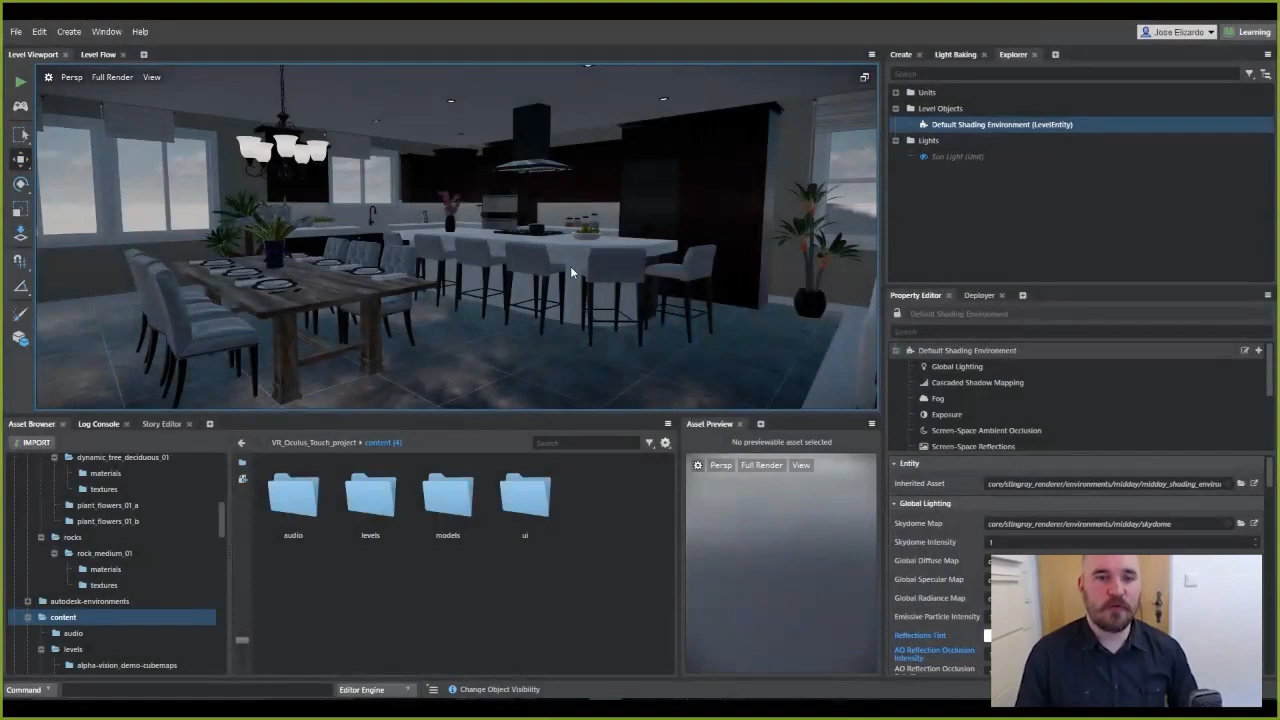 File Edit Create Window Help
Jose Elizardo
Learning
Level Viewport
Level Flow
Create
Light Baking
Explorer
Persp
Full Render
View
Search
Units
Level Objects
Default Shading Environment (LevelEntity)
Lights
Sun Light (Unit)
Property Editor
Deployer
Default Shading Environment
Search
Default Shading Environment
Global Lighting
Cascaded Shadow Mapping
Fog
Exposure
Screen-Space Ambient Occlusion
Screen-Space Reflections
Entity
Inherited Asset
core/stingray_renderer/environments/midday/midday_shading_enviror
Global Lighting
Skydome Map
core/stingray_renderer/environments/midday/skydome
Skydome Intensity
1
Global Diffuse Map
Global Specular Map
Global Radiance Map
Emissive Particle Intensity
Reflections Tint
AO Reflection Occlusion
Intensity
AO Reflection Occlusion
Asset Browser
Log Console
Story Editor
IMPORT
VR_Oculus_Touch_project
content (4)
Search
dynamic_tree_deciduous_01
materials
textures
plant_flowers_01_a
plant_flowers_01_b
rocks
rock_medium_01
materials
textures
autodesk-environments
content
audio
levels
alpha-vision_demo-cubemaps
audio
levels
models
ui
Asset Preview
No previewable asset selected
Persp
Full Render
View
Command
Editor Engine
Change Object Visibility